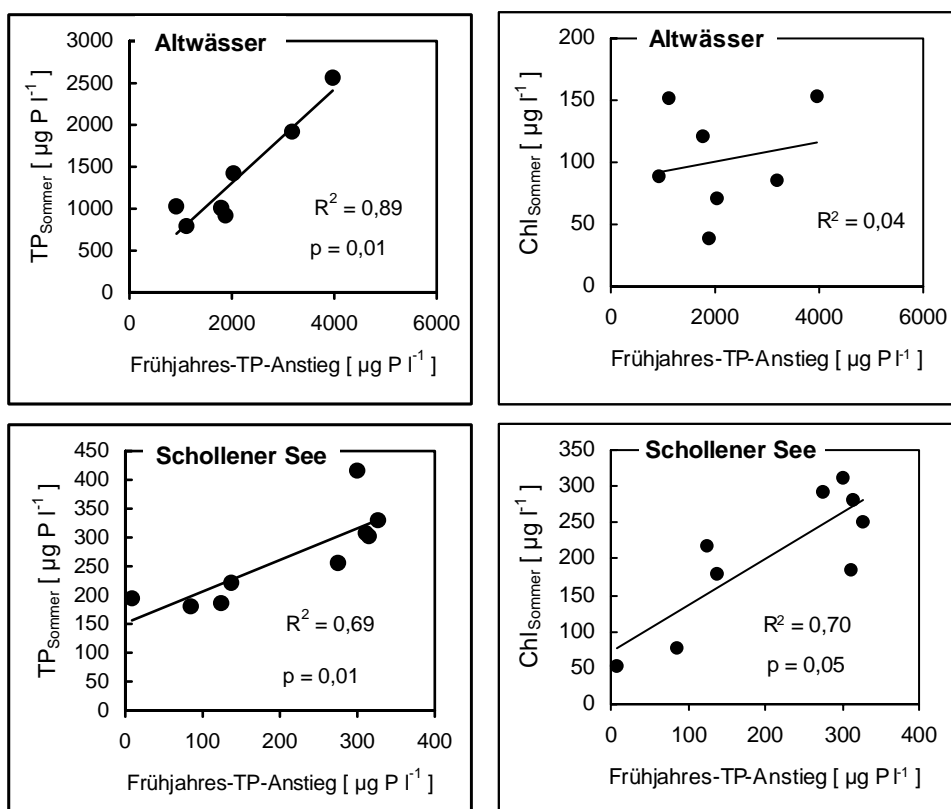 Altwässer
3000
2500
2000
1500
1000
500
0
TP_Sommer [ µg P l⁻¹ ]
R² = 0,89
p = 0,01
0 2000 4000 6000
Frühjahres-TP-Anstieg [ µg P l⁻¹ ]
Altwässer
200
150
100
50
0
Chl_Sommer [ µg l⁻¹ ]
R² = 0,04
0 2000 4000 6000
Frühjahres-TP-Anstieg [ µg P l⁻¹ ]
Schollener See
450
400
350
300
250
200
150
100
50
0
TP_Sommer [ µg P l⁻¹ ]
R² = 0,69
p = 0,01
0 100 200 300 400
Frühjahres-TP-Anstieg [ µg P l⁻¹ ]
Schollener See
350
300
250
200
150
100
50
0
Chl_Sommer [ µg l⁻¹ ]
R² = 0,70
p = 0,05
0 100 200 300 400
Frühjahres-TP-Anstieg [ µg P l⁻¹ ]